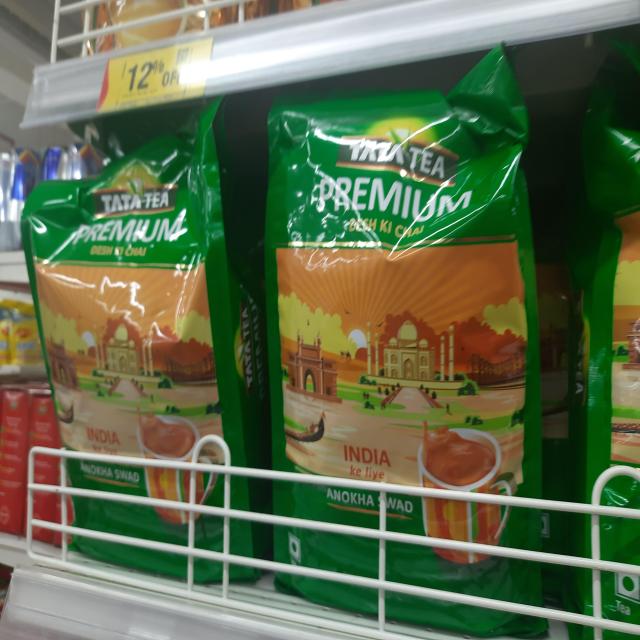 12% OFF
TATA TEA
PREMIUM
DESH KI CHAI
INDIA
ke liye
ANOKHA SWAD
TATA TEA
PREMIUM
DESH KI CHAI
INDIA
ke liye
ANOKHA SWAD
Tea